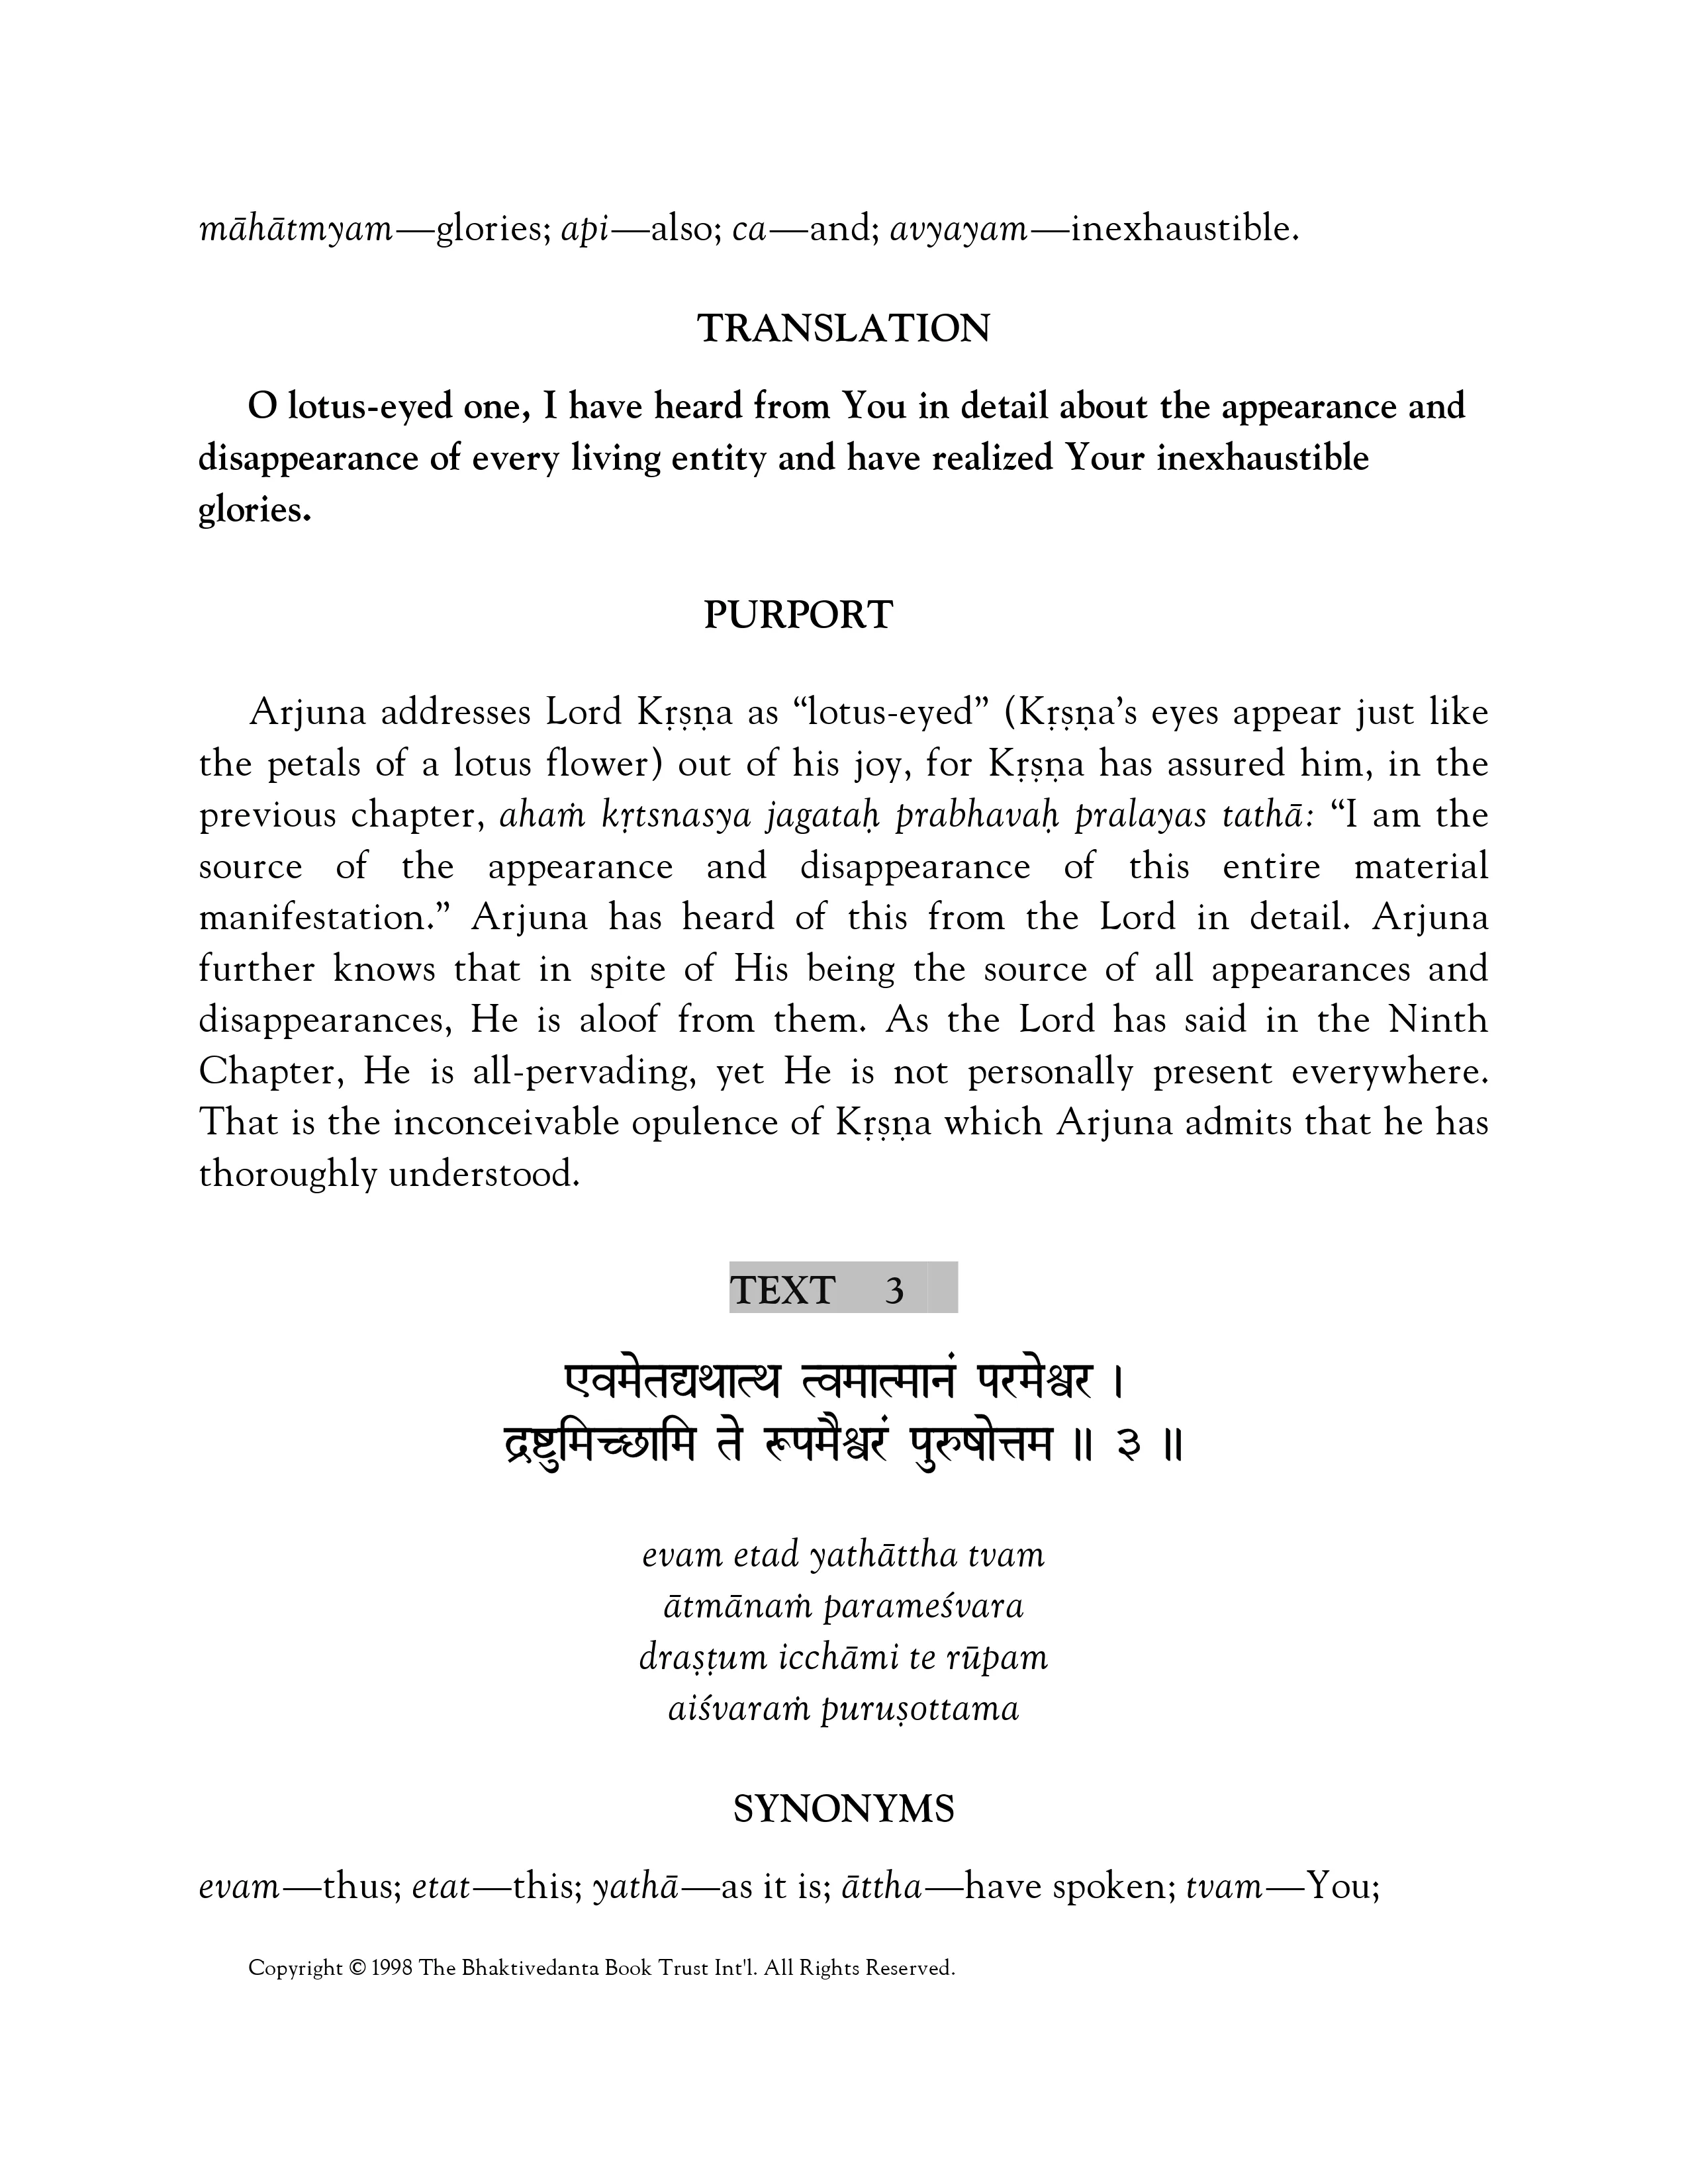 māhātmyam—glories; api—also; ca—and; avyayam—inexhaustible.
TRANSLATION
O lotus-eyed one, I have heard from You in detail about the appearance and
disappearance of every living entity and have realized Your inexhaustible
glories.
PURPORT
Arjuna addresses Lord Kṛṣṇa as “lotus-eyed” (Kṛṣṇa’s eyes appear just like
the petals of a lotus flower) out of his joy, for Kṛṣṇa has assured him, in the
previous chapter, ahaṁ kṛtsnasya jagataḥ prabhavaḥ pralayas tathā: “I am the
source of the appearance and disappearance of this entire material
manifestation.” Arjuna has heard of this from the Lord in detail. Arjuna
further knows that in spite of His being the source of all appearances and
disappearances, He is aloof from them. As the Lord has said in the Ninth
Chapter, He is all-pervading, yet He is not personally present everywhere.
That is the inconceivable opulence of Kṛṣṇa which Arjuna admits that he has
thoroughly understood.
TEXT 3
एवमेतद्यथात्थ त्वमात्मानं परमेश्वर ।
द्रष्टुमिच्छामि ते रूपमैश्वरं पुरुषोत्तम ॥ ३ ॥
evam etad yathāttha tvam
ātmānaṁ parameśvara
draṣṭum icchāmi te rūpam
aiśvaraṁ puruṣottama
SYNONYMS
evam—thus; etat—this; yathā—as it is; āttha—have spoken; tvam—You;
Copyright © 1998 The Bhaktivedanta Book Trust Int'l. All Rights Reserved.